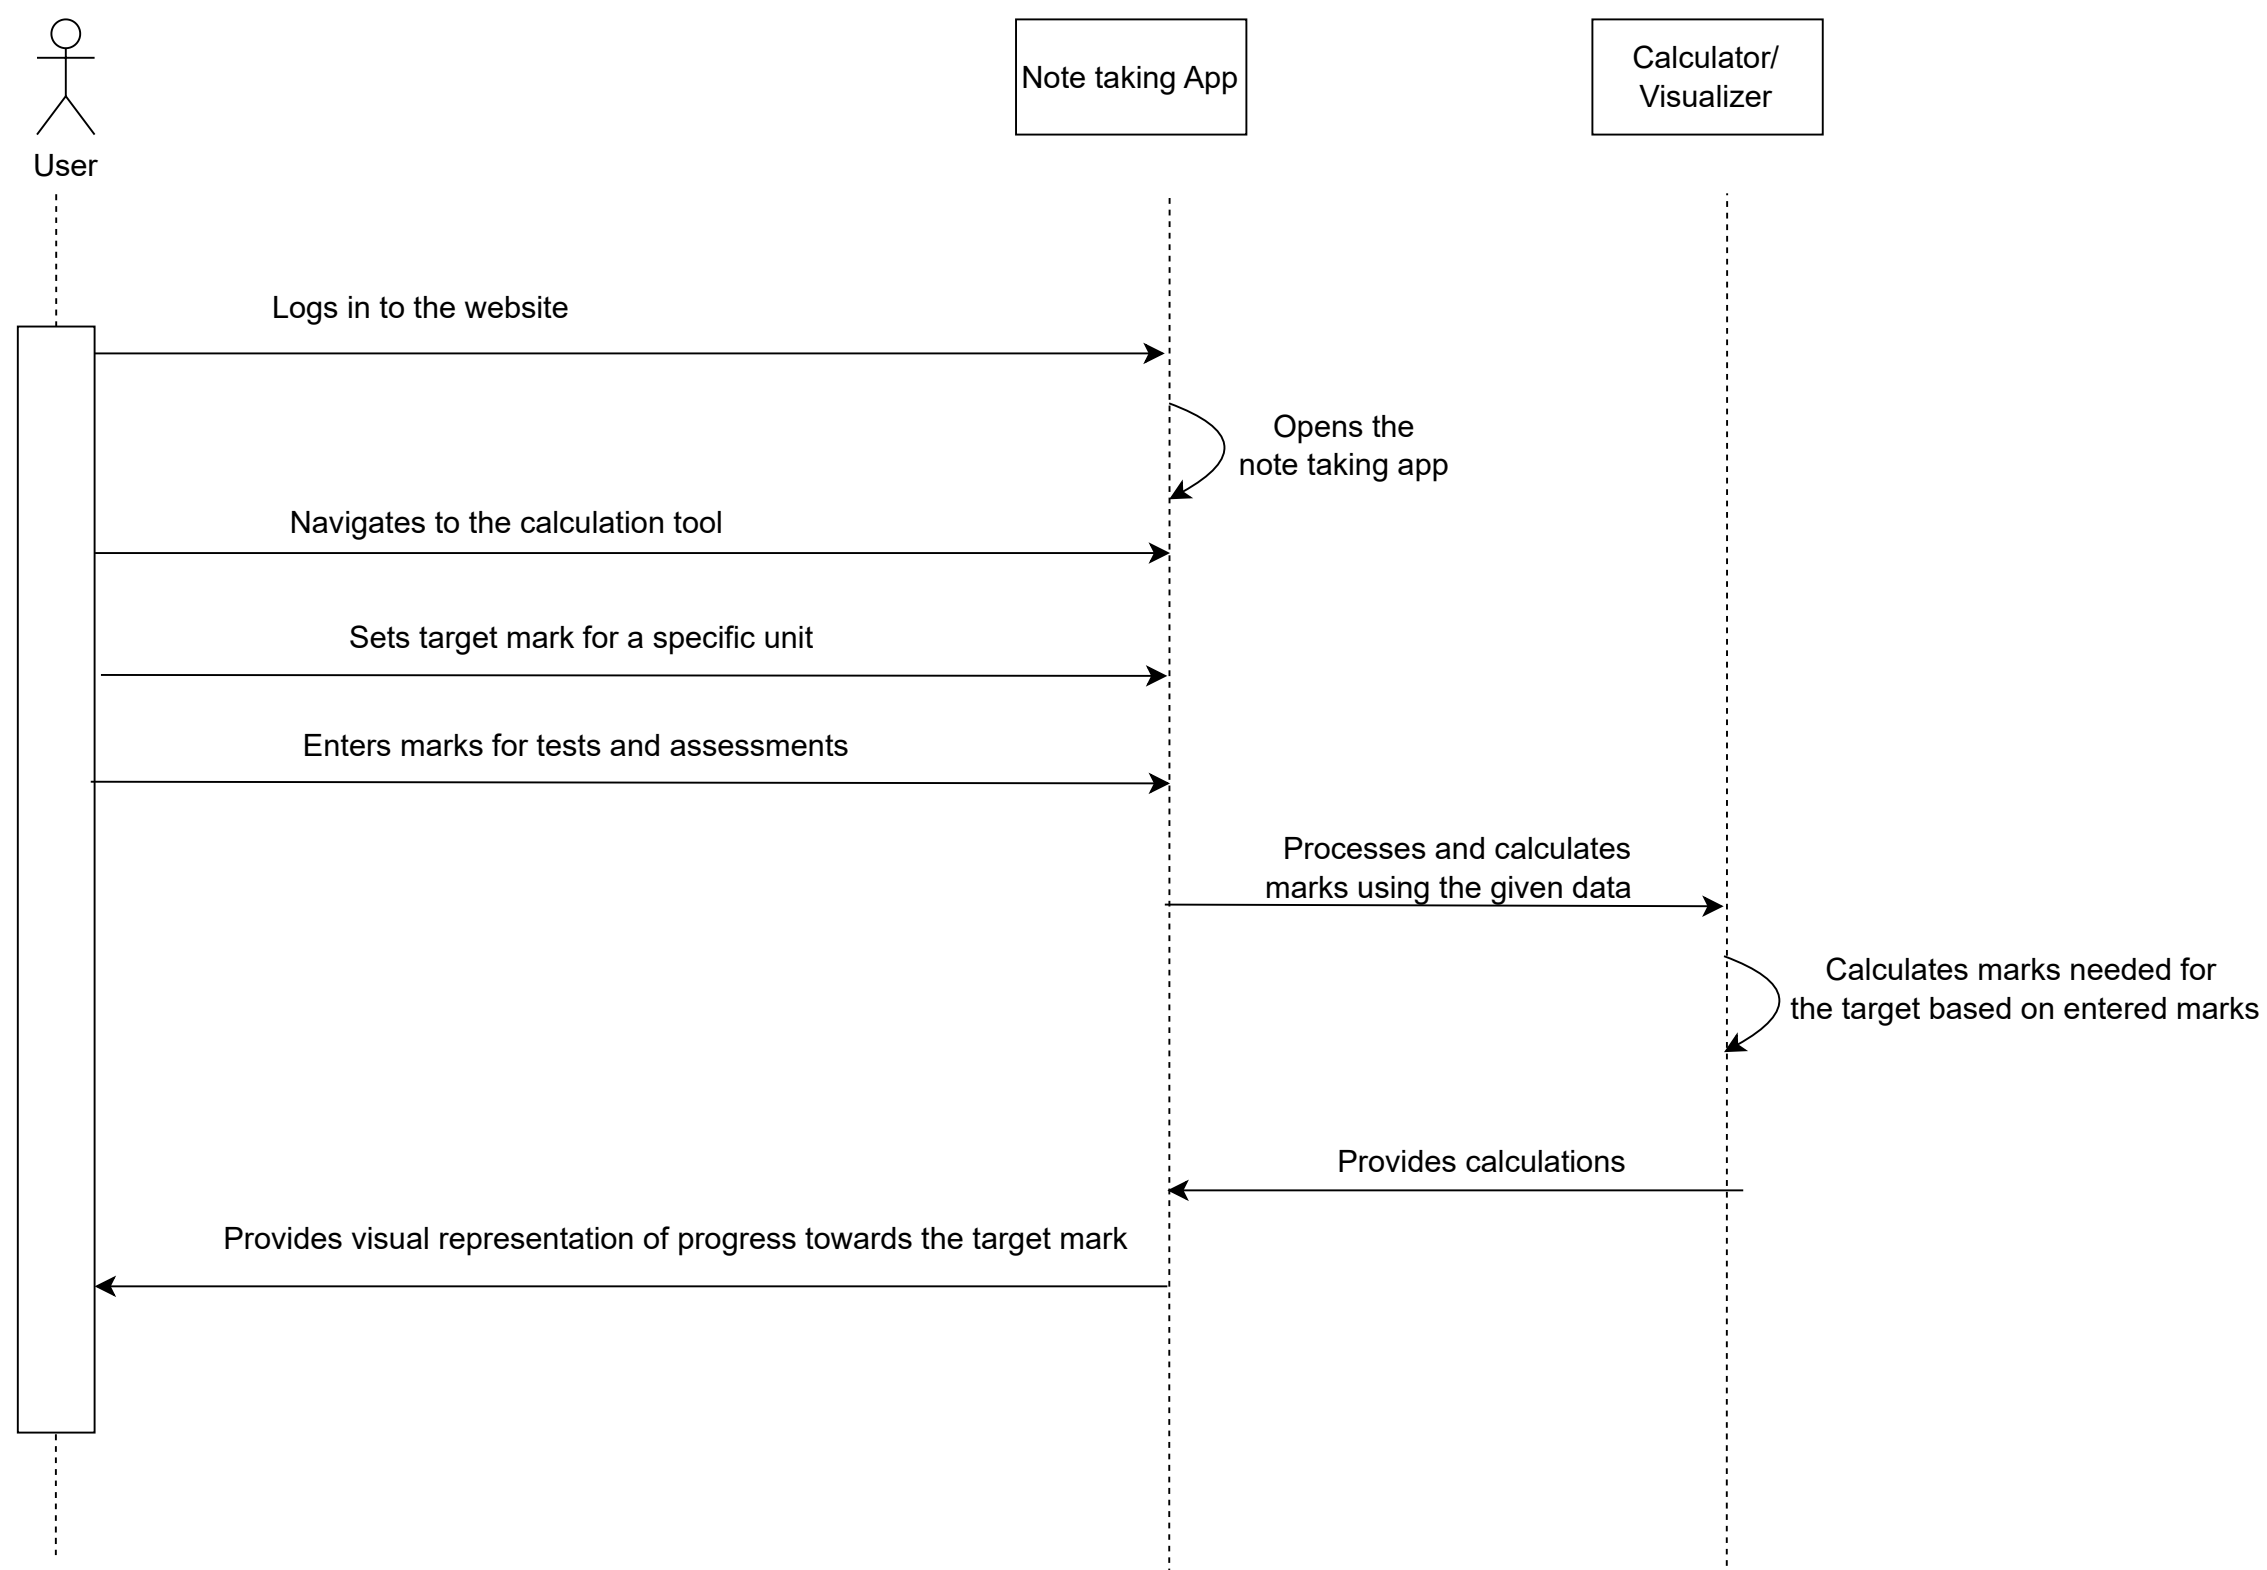 Note taking App
Calculator/
Visualizer
User
Logs in to the website
Opens the
note taking app
Navigates to the calculation tool
Sets target mark for a specific unit
Enters marks for tests and assessments
Processes and calculates
marks using the given data
Calculates marks needed for
the target based on entered marks
Provides calculations
Provides visual representation of progress towards the target mark